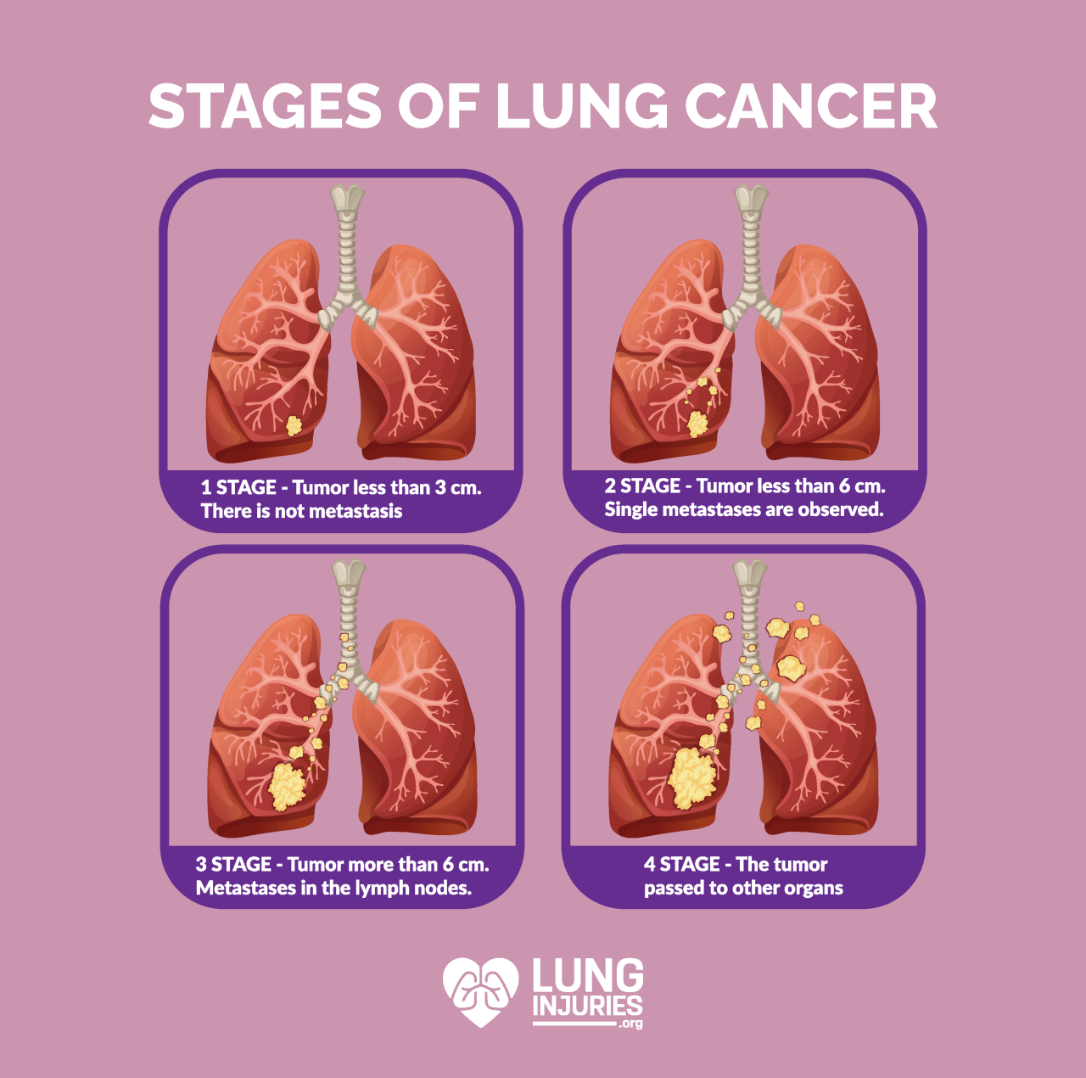 STAGES OF LUNG CANCER
1 STAGE - Tumor less than 3 cm.
There is not metastasis
2 STAGE - Tumor less than 6 cm.
Single metastases are observed.
3 STAGE - Tumor more than 6 cm.
Metastases in the lymph nodes.
4 STAGE - The tumor
passed to other organs
LUNG
INJURIES
.org